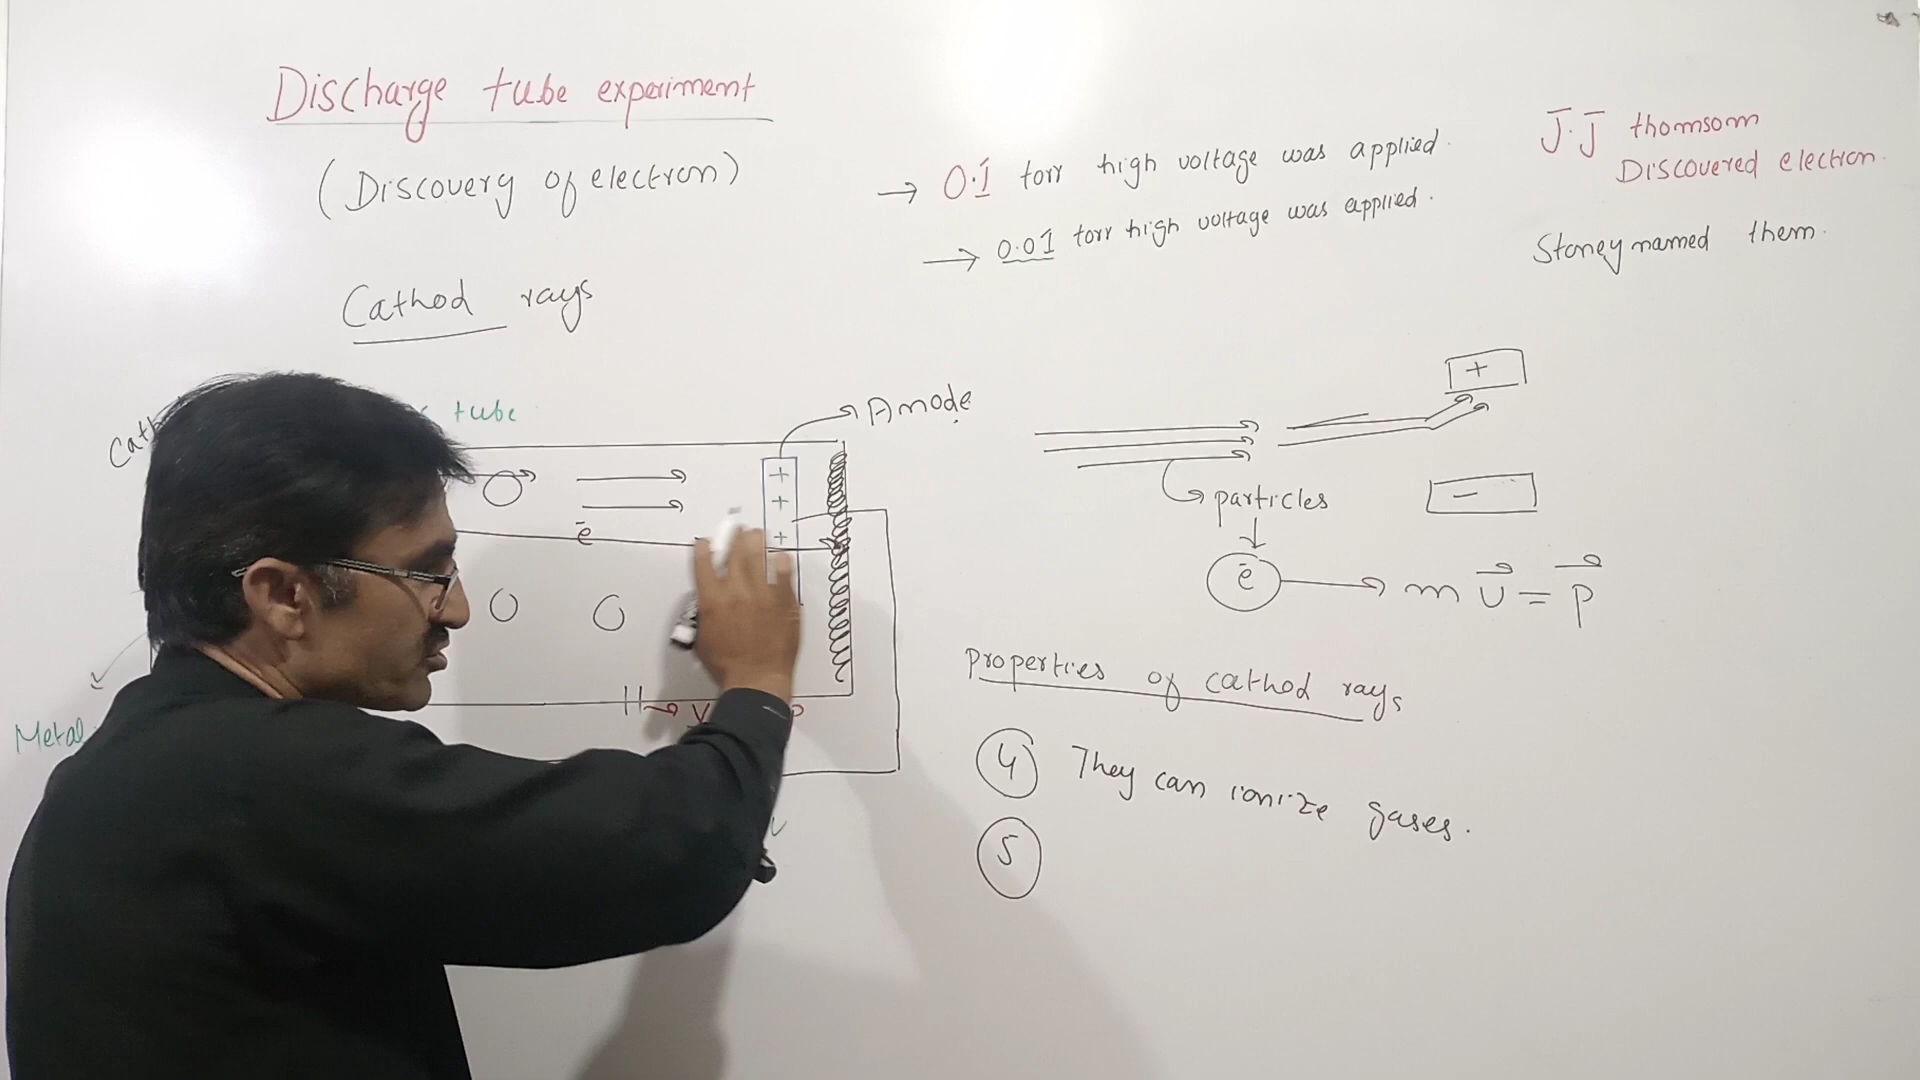 Discharge tube experiment
(Discovery of electron)
Cathod rays
→ 0.1 torr high voltage was applied.
→ 0.01 torr high voltage was applied.
J.J thomsom
Discovered electron.
Stoney named them.
tube
Anode
+
+
+
ē
Metal
+
-
particles
ē
m v = p
Properties of cathod rays
4 They can ionize gases.
5